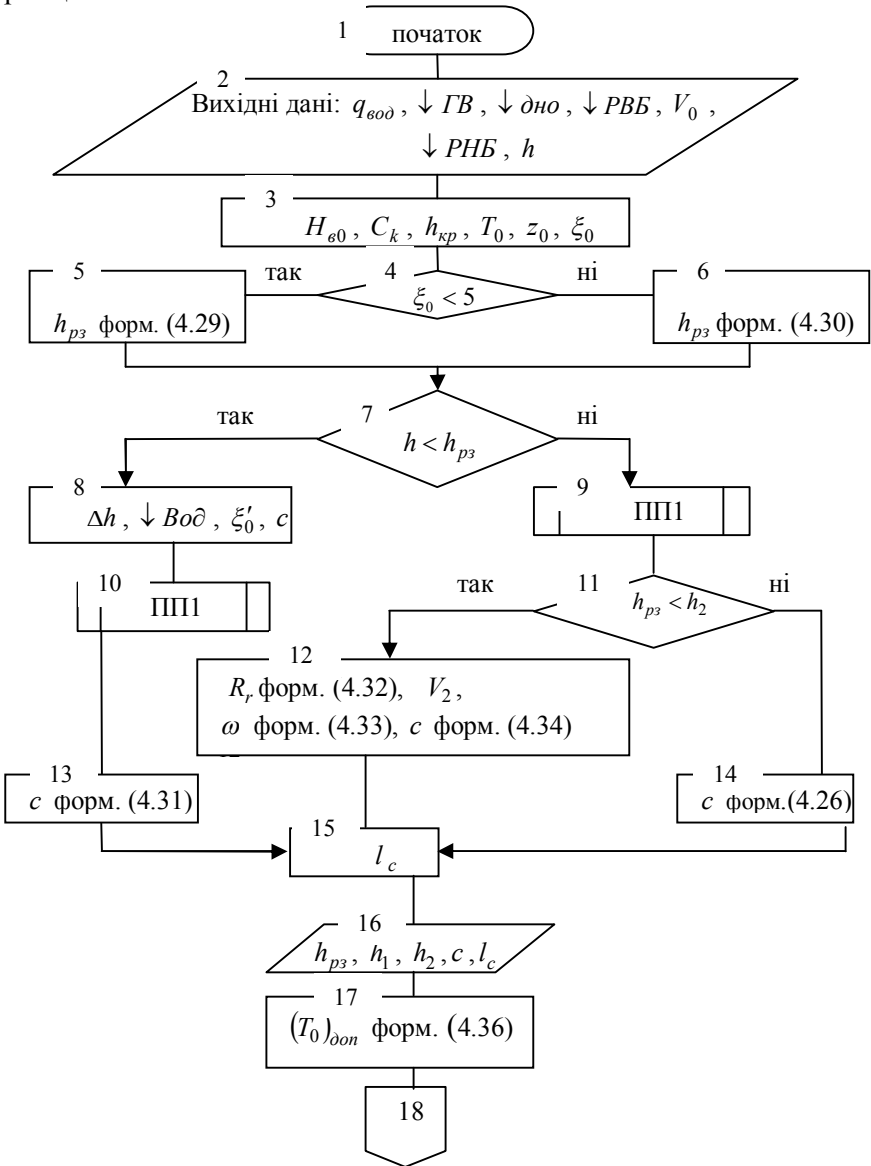 1
початок
2
Вихідні дані: q_вод , ↓ ГВ , ↓ дно , ↓ РВБ , V_0 ,
↓ РНБ , h
3
H_в0 , C_k , h_кр , T_0 , z_0 , ξ_0
5
так
4
ні
6
ξ_0 < 5
h_рз форм. (4.29)
h_рз форм. (4.30)
так
7
ні
h < h_рз
8
9
Δh , ↓ Вод , ξ_0′ , c
ПП1
10
так
11
ні
ПП1
h_рз < h_2
12
R_r форм. (4.32), V_2 ,
ω форм. (4.33), c форм. (4.34)
13
14
c форм. (4.31)
c форм.(4.26)
15
l_c
16
h_рз , h_1 , h_2 , c , l_c
17
(T_0)_доп форм. (4.36)
18